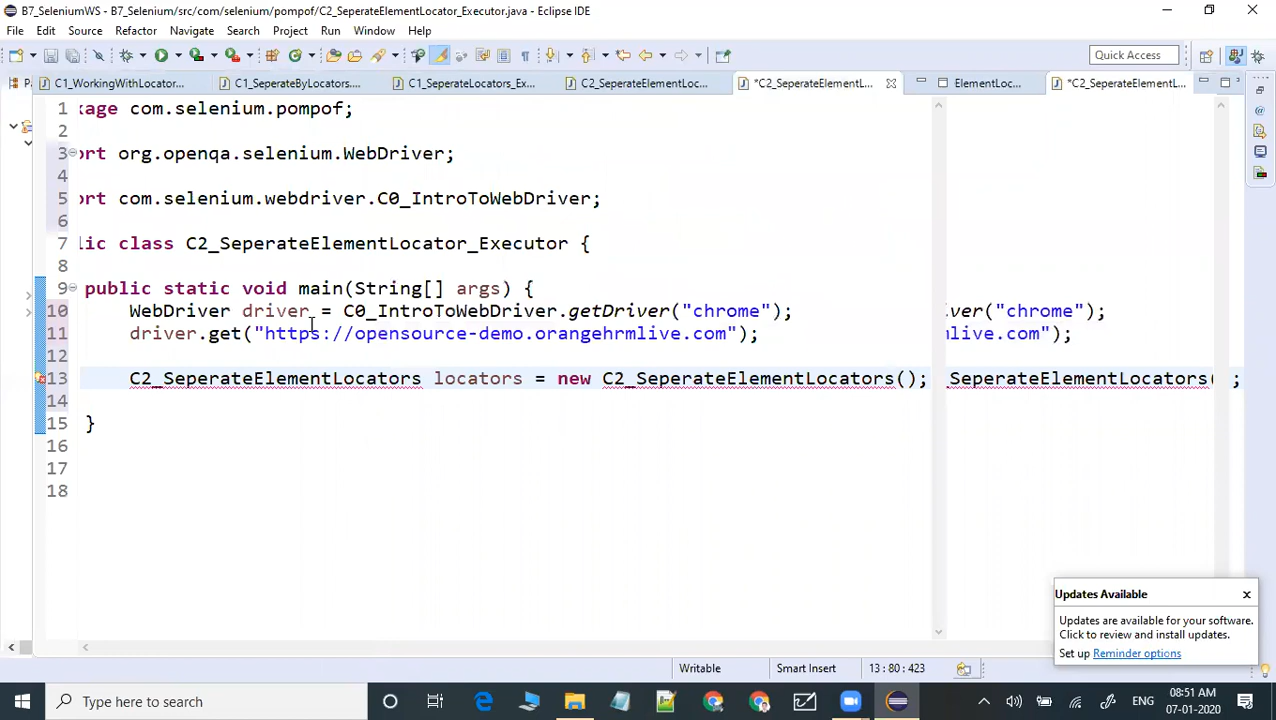 B7_SeleniumWS - B7_Selenium/src/com/selenium/pompof/C2_SeperateElementLocator_Executor.java - Eclipse IDE
File Edit Source Refactor Navigate Search Project Run Window Help
Quick Access
C1_WorkingWithLocator... C1_SeperateByLocators.... C1_SeperateLocators_Ex... C2_SeperateElementLoc... *C2_SeperateElementL... ElementLoc... *C2_SeperateElementL...
1 kage com.selenium.pompof;
2
3 ort org.openqa.selenium.WebDriver;
4
5 ort com.selenium.webdriver.C0_IntroToWebDriver;
6
7 lic class C2_SeperateElementLocator_Executor {
8
9 public static void main(String[] args) {
10 WebDriver driver = C0_IntroToWebDriver.getDriver("chrome"); iver("chrome");
11 driver.get("https://opensource-demo.orangehrmlive.com"); mlive.com");
12
13 C2_SeperateElementLocators locators = new C2_SeperateElementLocators(); _SeperateElementLocators( ;
14
15 }
16
17
18
Updates Available x
Updates are available for your software.
Click to review and install updates.
Set up Reminder options
Writable Smart Insert 13 : 80 : 423
Type here to search
ENG
08:51 AM
07-01-2020